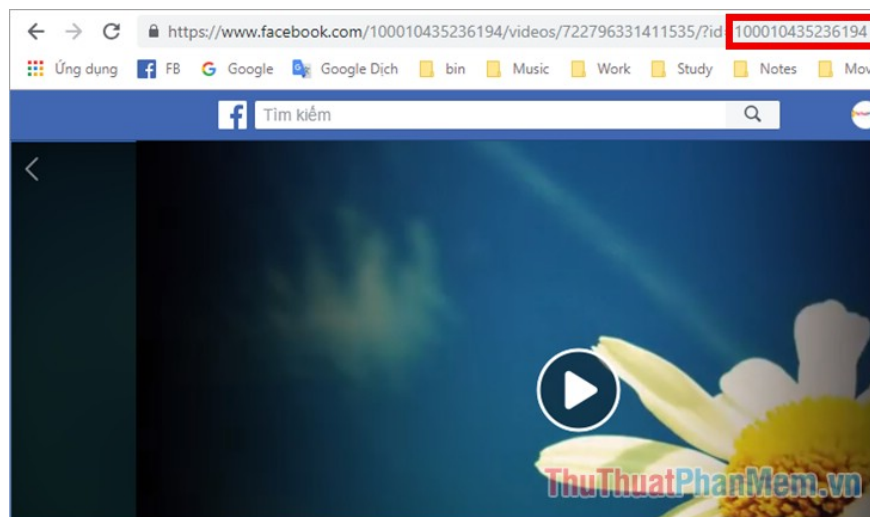 https://www.facebook.com/100010435236194/videos/722796331411535/?id=100010435236194
Ứng dụng FB Google Google Dịch bin Music Work Study Notes Mov
Tìm kiếm
ThuThuatPhanMem.vn